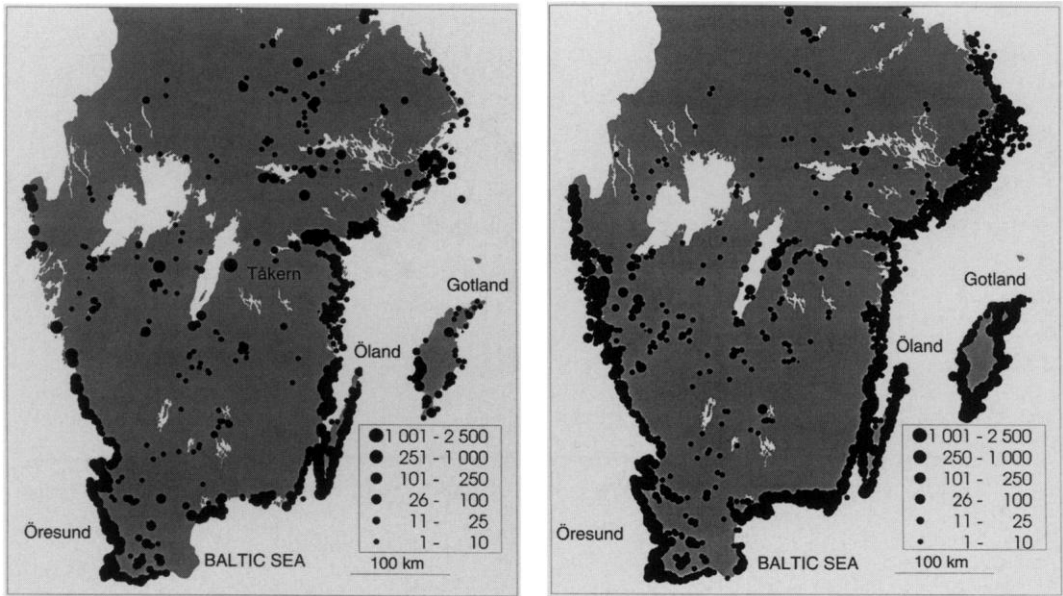 Tåkern
Gotland
Öland
1 001 - 2 500
251 - 1 000
101 - 250
26 - 100
11 - 25
1 - 10
Öresund
BALTIC SEA
100 km
Gotland
Öland
1 001 - 2 500
250 - 1 000
101 - 250
26 - 100
11 - 25
1 - 10
Öresund
BALTIC SEA
100 km